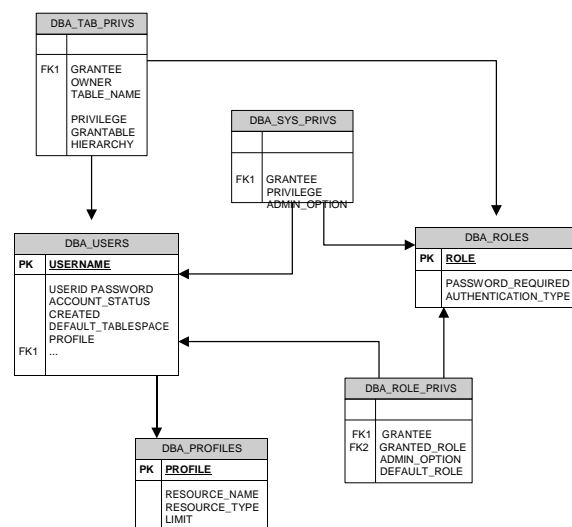 DBA_TAB_PRIVS
FK1 GRANTEE
OWNER
TABLE_NAME
PRIVILEGE
GRANTABLE
HIERARCHY
DBA_SYS_PRIVS
FK1 GRANTEE
PRIVILEGE
ADMIN_OPTION
DBA_USERS
PK USERNAME
USERID PASSWORD
ACCOUNT_STATUS
CREATED
DEFAULT_TABLESPACE
PROFILE
FK1 ...
DBA_ROLES
PK ROLE
PASSWORD_REQUIRED
AUTHENTICATION_TYPE
DBA_ROLE_PRIVS
FK1 GRANTEE
FK2 GRANTED_ROLE
ADMIN_OPTION
DEFAULT_ROLE
DBA_PROFILES
PK PROFILE
RESOURCE_NAME
RESOURCE_TYPE
LIMIT